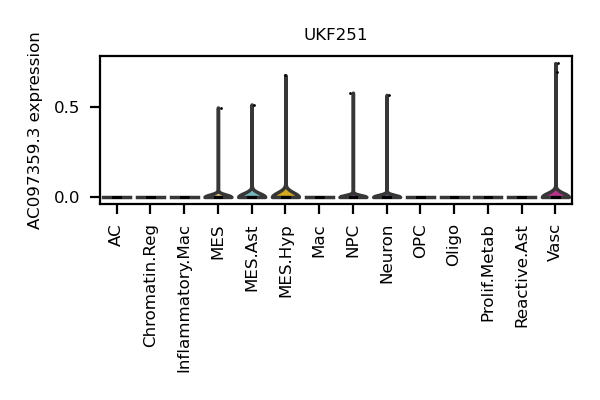 UKF251
AC097359.3 expression
0.5
0.0
AC
Chromatin.Reg
Inflammatory.Mac
MES
MES.Ast
MES.Hyp
Mac
NPC
Neuron
OPC
Oligo
Prolif.Metab
Reactive.Ast
Vasc